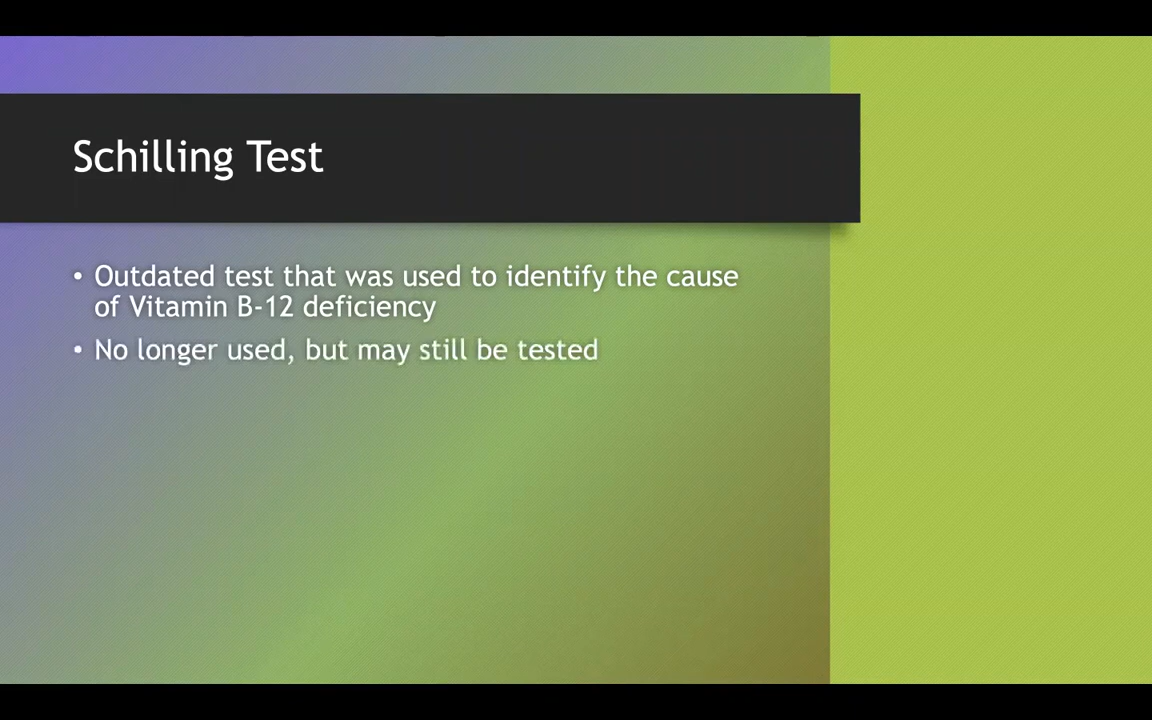 Schilling Test
• Outdated test that was used to identify the cause
of Vitamin B-12 deficiency
• No longer used, but may still be tested